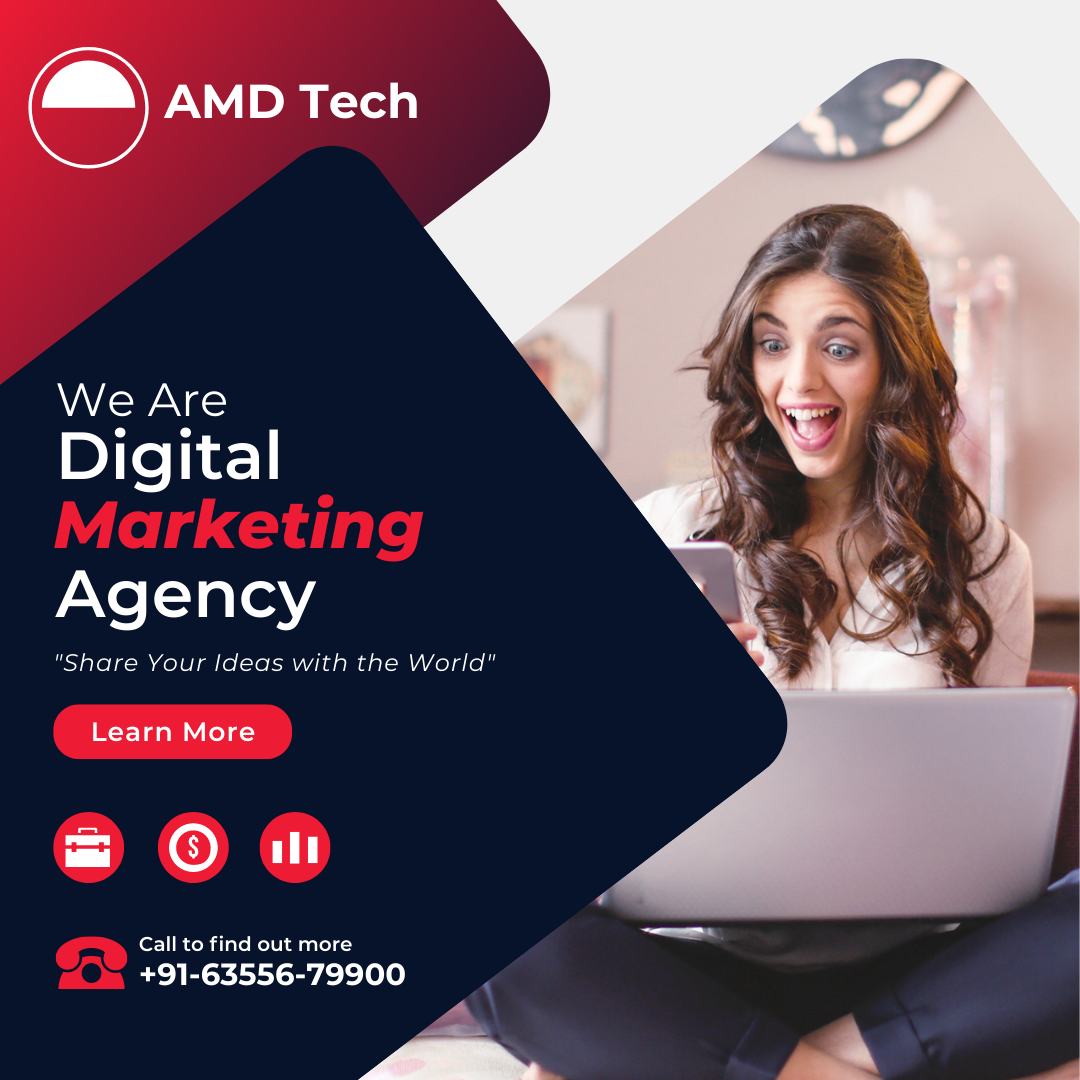 AMD Tech
We Are
Digital
Marketing
Agency
"Share Your Ideas with the World"
Learn More
$
Call to find out more
+91-63556-79900